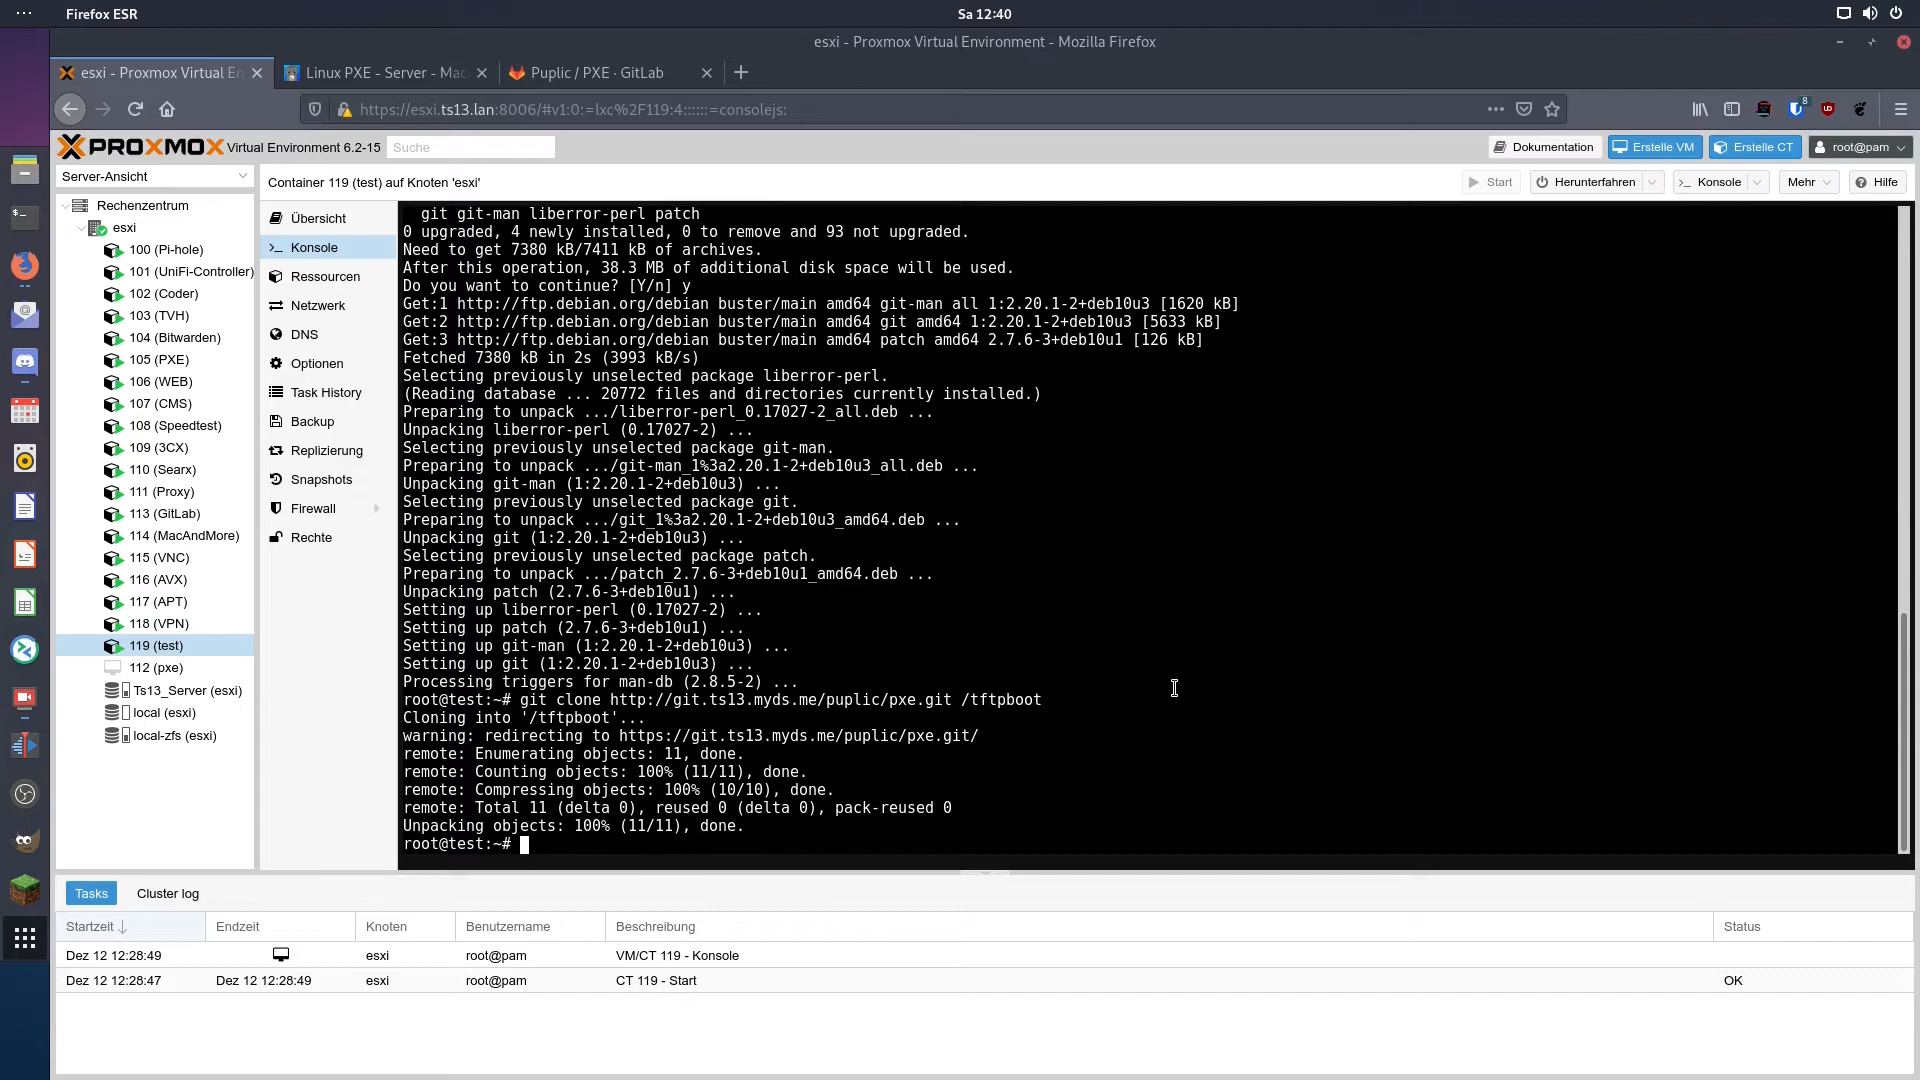 Firefox ESR
Sa 12:40
esxi - Proxmox Virtual Environment - Mozilla Firefox
esxi - Proxmox Virtual En
Linux PXE - Server - Mac
Puplic / PXE · GitLab
https://esxi.ts13.lan:8006/#v1:0:=lxc%2F119:4::::::=consolejs:
8
PROXMOX Virtual Environment 6.2-15
Suche
Dokumentation
Erstelle VM
Erstelle CT
root@pam
Server-Ansicht
Container 119 (test) auf Knoten 'esxi'
Start
Herunterfahren
Konsole
Mehr
Hilfe
Rechenzentrum
esxi
100 (Pi-hole)
101 (UniFi-Controller)
102 (Coder)
103 (TVH)
104 (Bitwarden)
105 (PXE)
106 (WEB)
107 (CMS)
108 (Speedtest)
109 (3CX)
110 (Searx)
111 (Proxy)
113 (GitLab)
114 (MacAndMore)
115 (VNC)
116 (AVX)
117 (APT)
118 (VPN)
119 (test)
112 (pxe)
Ts13_Server (esxi)
local (esxi)
local-zfs (esxi)
Übersicht
Konsole
Ressourcen
Netzwerk
DNS
Optionen
Task History
Backup
Replizierung
Snapshots
Firewall
Rechte
git git-man liberror-perl patch
0 upgraded, 4 newly installed, 0 to remove and 93 not upgraded.
Need to get 7380 kB/7411 kB of archives.
After this operation, 38.3 MB of additional disk space will be used.
Do you want to continue? [Y/n] y
Get:1 http://ftp.debian.org/debian buster/main amd64 git-man all 1:2.20.1-2+deb10u3 [1620 kB]
Get:2 http://ftp.debian.org/debian buster/main amd64 git amd64 1:2.20.1-2+deb10u3 [5633 kB]
Get:3 http://ftp.debian.org/debian buster/main amd64 patch amd64 2.7.6-3+deb10u1 [126 kB]
Fetched 7380 kB in 2s (3993 kB/s)
Selecting previously unselected package liberror-perl.
(Reading database ... 20772 files and directories currently installed.)
Preparing to unpack .../liberror-perl_0.17027-2_all.deb ...
Unpacking liberror-perl (0.17027-2) ...
Selecting previously unselected package git-man.
Preparing to unpack .../git-man_1%3a2.20.1-2+deb10u3_all.deb ...
Unpacking git-man (1:2.20.1-2+deb10u3) ...
Selecting previously unselected package git.
Preparing to unpack .../git_1%3a2.20.1-2+deb10u3_amd64.deb ...
Unpacking git (1:2.20.1-2+deb10u3) ...
Selecting previously unselected package patch.
Preparing to unpack .../patch_2.7.6-3+deb10u1_amd64.deb ...
Unpacking patch (2.7.6-3+deb10u1) ...
Setting up liberror-perl (0.17027-2) ...
Setting up patch (2.7.6-3+deb10u1) ...
Setting up git-man (1:2.20.1-2+deb10u3) ...
Setting up git (1:2.20.1-2+deb10u3) ...
Processing triggers for man-db (2.8.5-2) ...
root@test:~# git clone http://git.ts13.myds.me/puplic/pxe.git /tftpboot
Cloning into '/tftpboot'...
warning: redirecting to https://git.ts13.myds.me/puplic/pxe.git/
remote: Enumerating objects: 11, done.
remote: Counting objects: 100% (11/11), done.
remote: Compressing objects: 100% (10/10), done.
remote: Total 11 (delta 0), reused 0 (delta 0), pack-reused 0
Unpacking objects: 100% (11/11), done.
root@test:~#
Tasks
Cluster log
Startzeit
Endzeit
Knoten
Benutzername
Beschreibung
Status
Dez 12 12:28:49
esxi
root@pam
VM/CT 119 - Konsole
Dez 12 12:28:47
Dez 12 12:28:49
esxi
root@pam
CT 119 - Start
OK